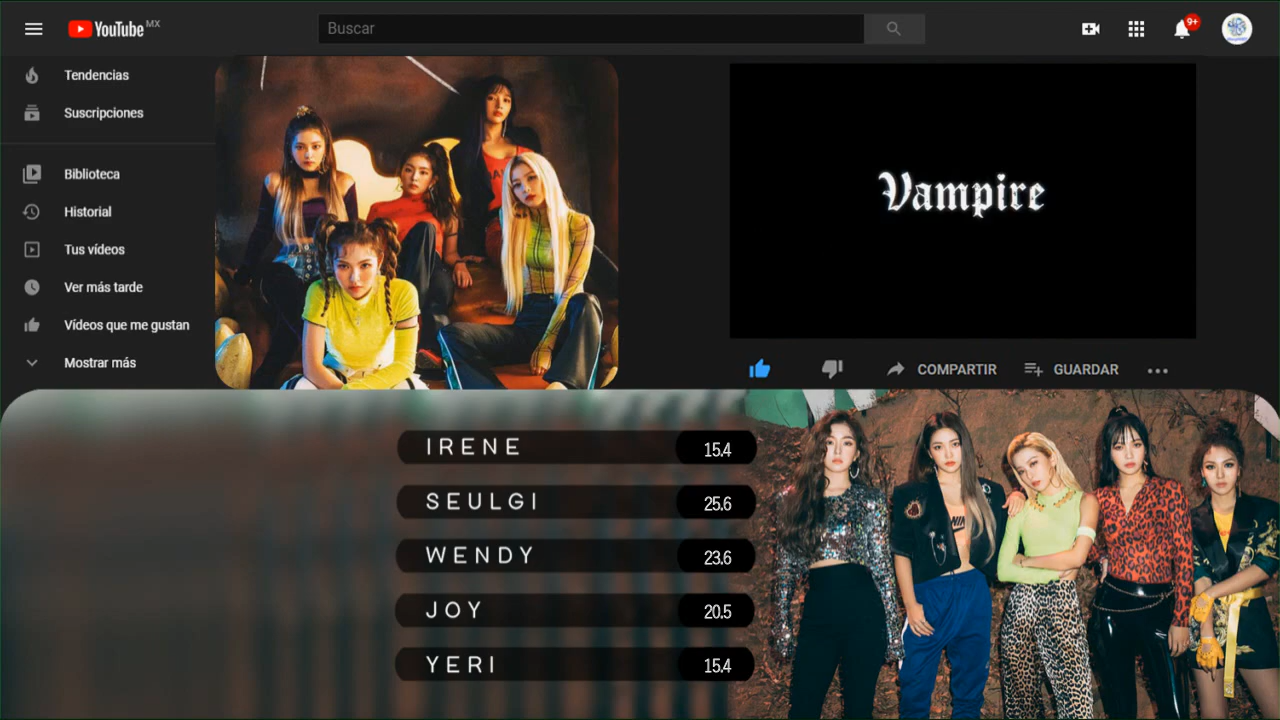 YouTube MX
Buscar
9+
Tendencias
Suscripciones
Biblioteca
Historial
Tus vídeos
Ver más tarde
Vídeos que me gustan
Mostrar más
Vampire
COMPARTIR
GUARDAR
IRENE 15.4
SEULGI 25.6
WENDY 23.6
JOY 20.5
YERI 15.4